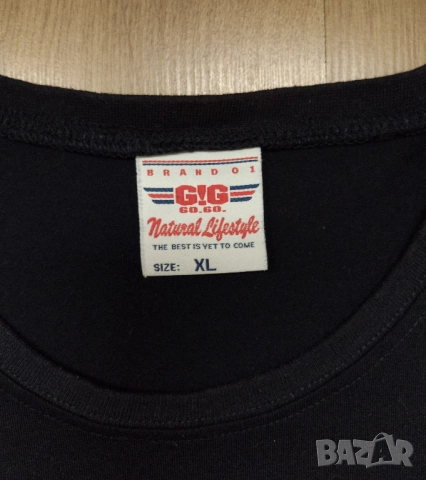 BRAND 01
G!G
GO.GO.
Natural Lifestyle
THE BEST IS YET TO COME
SIZE: XL
BAZAR